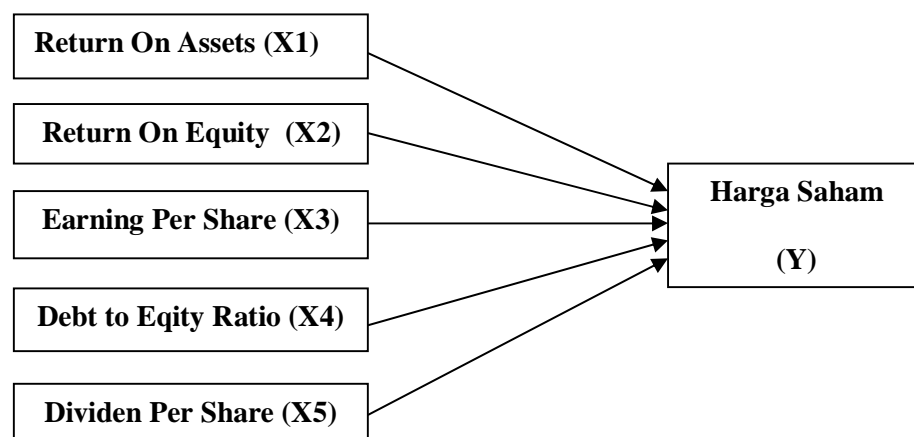 Return On Assets (X1)
Return On Equity (X2)
Earning Per Share (X3)
Debt to Eqity Ratio (X4)
Dividen Per Share (X5)
Harga Saham
(Y)